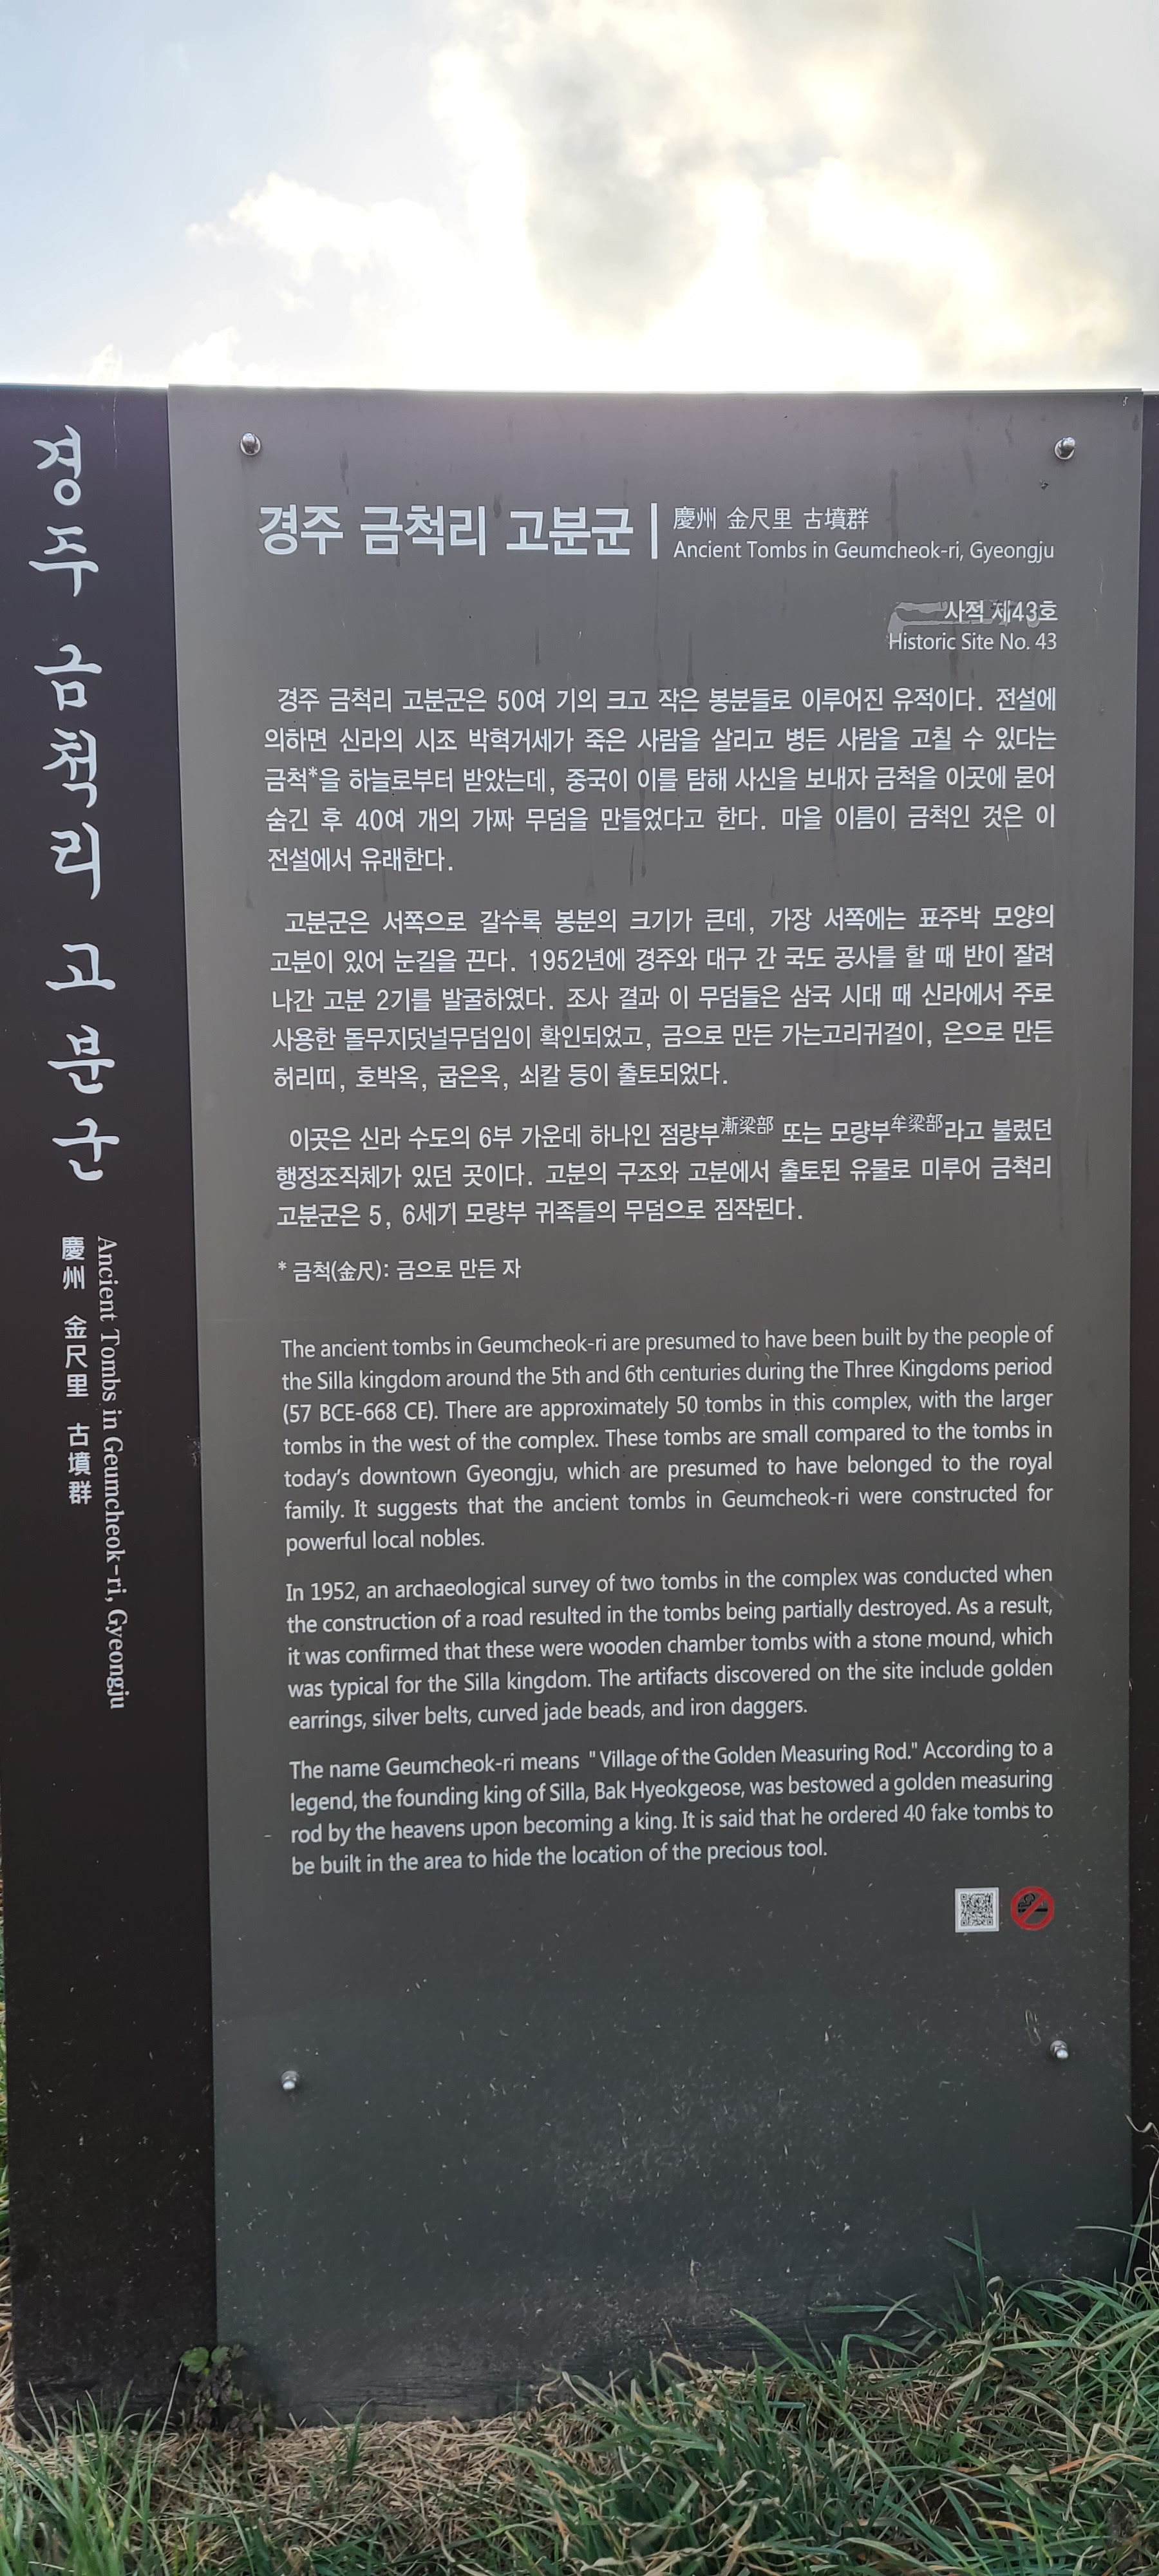 경주 금척리 고분군
慶州 金尺里 古墳群
Ancient Tombs in Geumcheok-ri, Gyeongju
경주 금척리 고분군
慶州 金尺里 古墳群
Ancient Tombs in Geumcheok-ri, Gyeongju
사적 제43호
Historic Site No. 43
경주 금척리 고분군은 50여 기의 크고 작은 봉분들로 이루어진 유적이다. 전설에
의하면 신라의 시조 박혁거세가 죽은 사람을 살리고 병든 사람을 고칠 수 있다는
금척*을 하늘로부터 받았는데, 중국이 이를 탐해 사신을 보내자 금척을 이곳에 묻어
숨긴 후 40여 개의 가짜 무덤을 만들었다고 한다. 마을 이름이 금척인 것은 이
전설에서 유래한다.
고분군은 서쪽으로 갈수록 봉분의 크기가 큰데, 가장 서쪽에는 표주박 모양의
고분이 있어 눈길을 끈다. 1952년에 경주와 대구 간 국도 공사를 할 때 반이 잘려
나간 고분 2기를 발굴하였다. 조사 결과 이 무덤들은 삼국 시대 때 신라에서 주로
사용한 돌무지덧널무덤임이 확인되었고, 금으로 만든 가는고리귀걸이, 은으로 만든
허리띠, 호박옥, 굽은옥, 쇠칼 등이 출토되었다.
이곳은 신라 수도의 6부 가운데 하나인 점량부漸梁部 또는 모량부牟梁部라고 불렀던
행정조직체가 있던 곳이다. 고분의 구조와 고분에서 출토된 유물로 미루어 금척리
고분군은 5, 6세기 모량부 귀족들의 무덤으로 짐작된다.
* 금척(金尺): 금으로 만든 자
The ancient tombs in Geumcheok-ri are presumed to have been built by the people of
the Silla kingdom around the 5th and 6th centuries during the Three Kingdoms period
(57 BCE-668 CE). There are approximately 50 tombs in this complex, with the larger
tombs in the west of the complex. These tombs are small compared to the tombs in
today's downtown Gyeongju, which are presumed to have belonged to the royal
family. It suggests that the ancient tombs in Geumcheok-ri were constructed for
powerful local nobles.
In 1952, an archaeological survey of two tombs in the complex was conducted when
the construction of a road resulted in the tombs being partially destroyed. As a result,
it was confirmed that these were wooden chamber tombs with a stone mound, which
was typical for the Silla kingdom. The artifacts discovered on the site include golden
earrings, silver belts, curved jade beads, and iron daggers.
The name Geumcheok-ri means "Village of the Golden Measuring Rod." According to a
legend, the founding king of Silla, Bak Hyeokgeose, was bestowed a golden measuring
rod by the heavens upon becoming a king. It is said that he ordered 40 fake tombs to
be built in the area to hide the location of the precious tool.